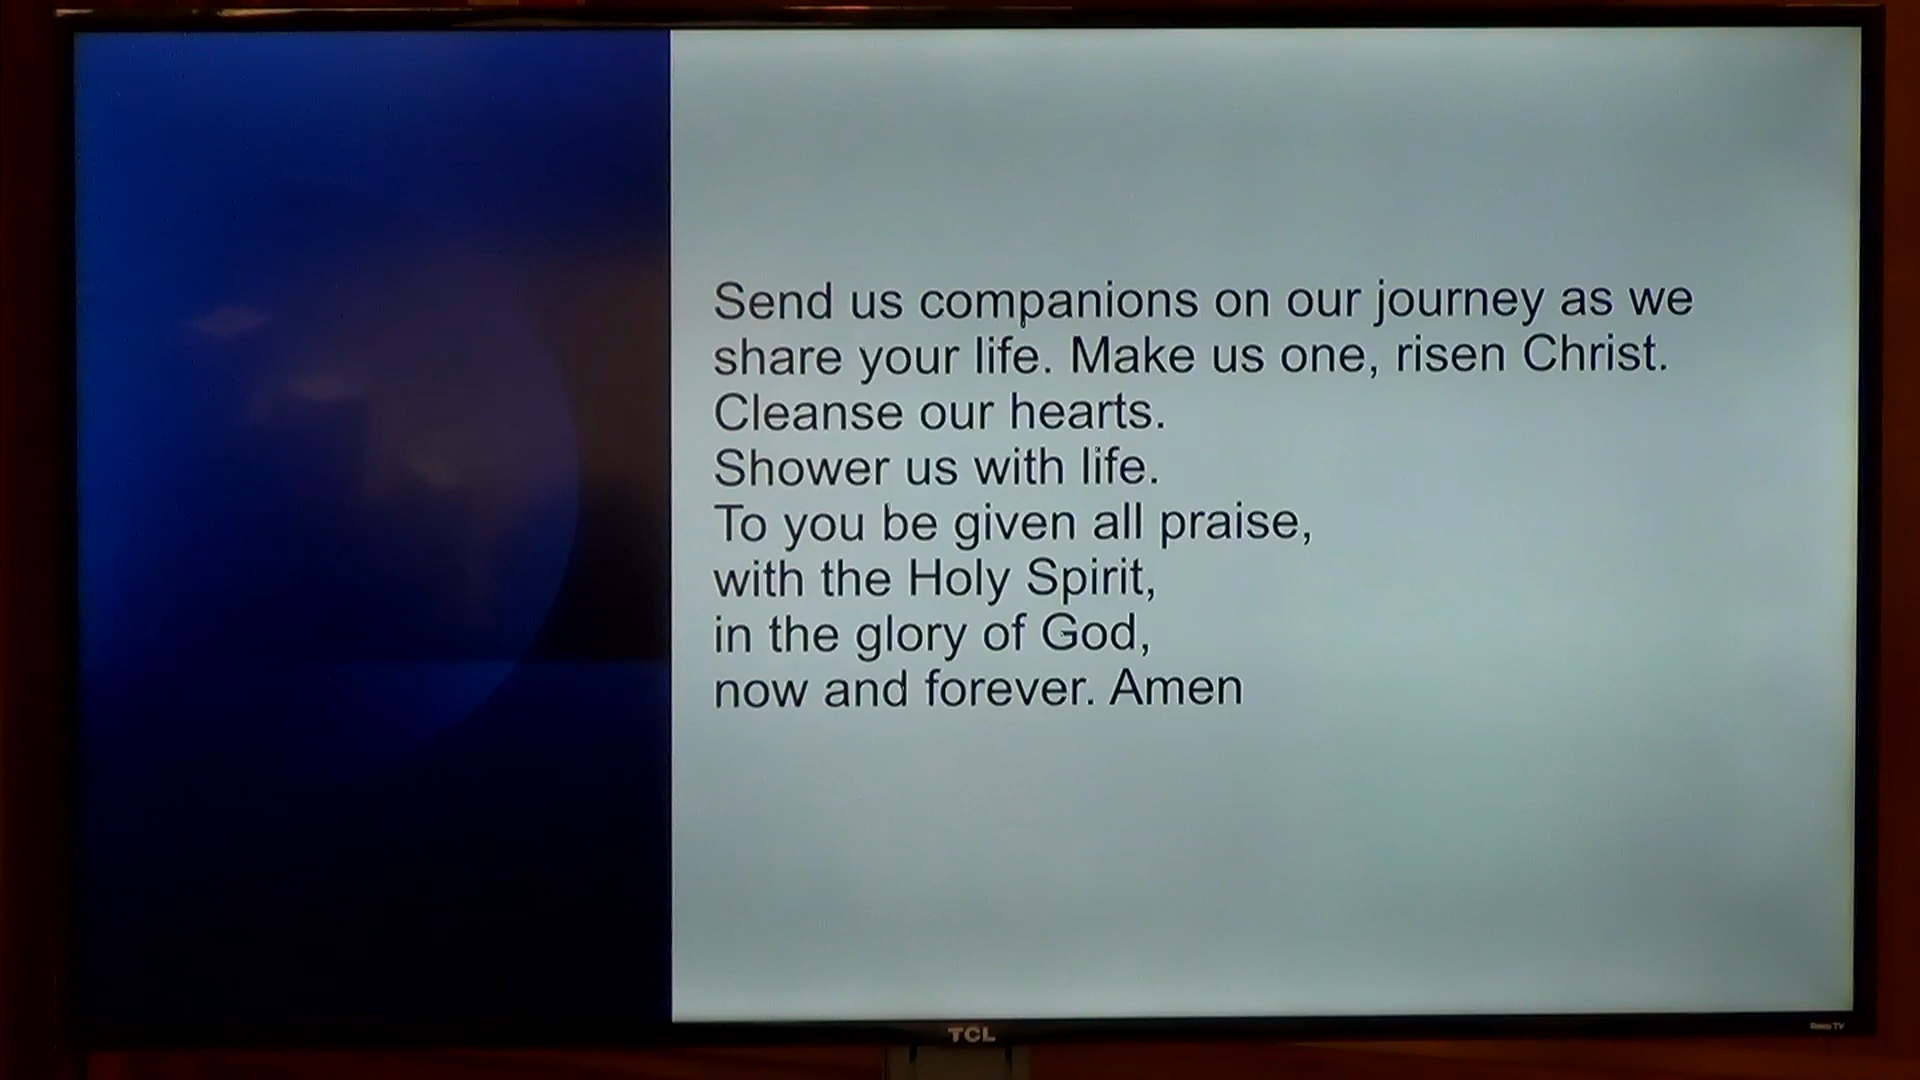 Send us companions on our journey as we
share your life. Make us one, risen Christ.
Cleanse our hearts.
Shower us with life.
To you be given all praise,
with the Holy Spirit,
in the glory of God,
now and forever. Amen
TCL
Roku TV